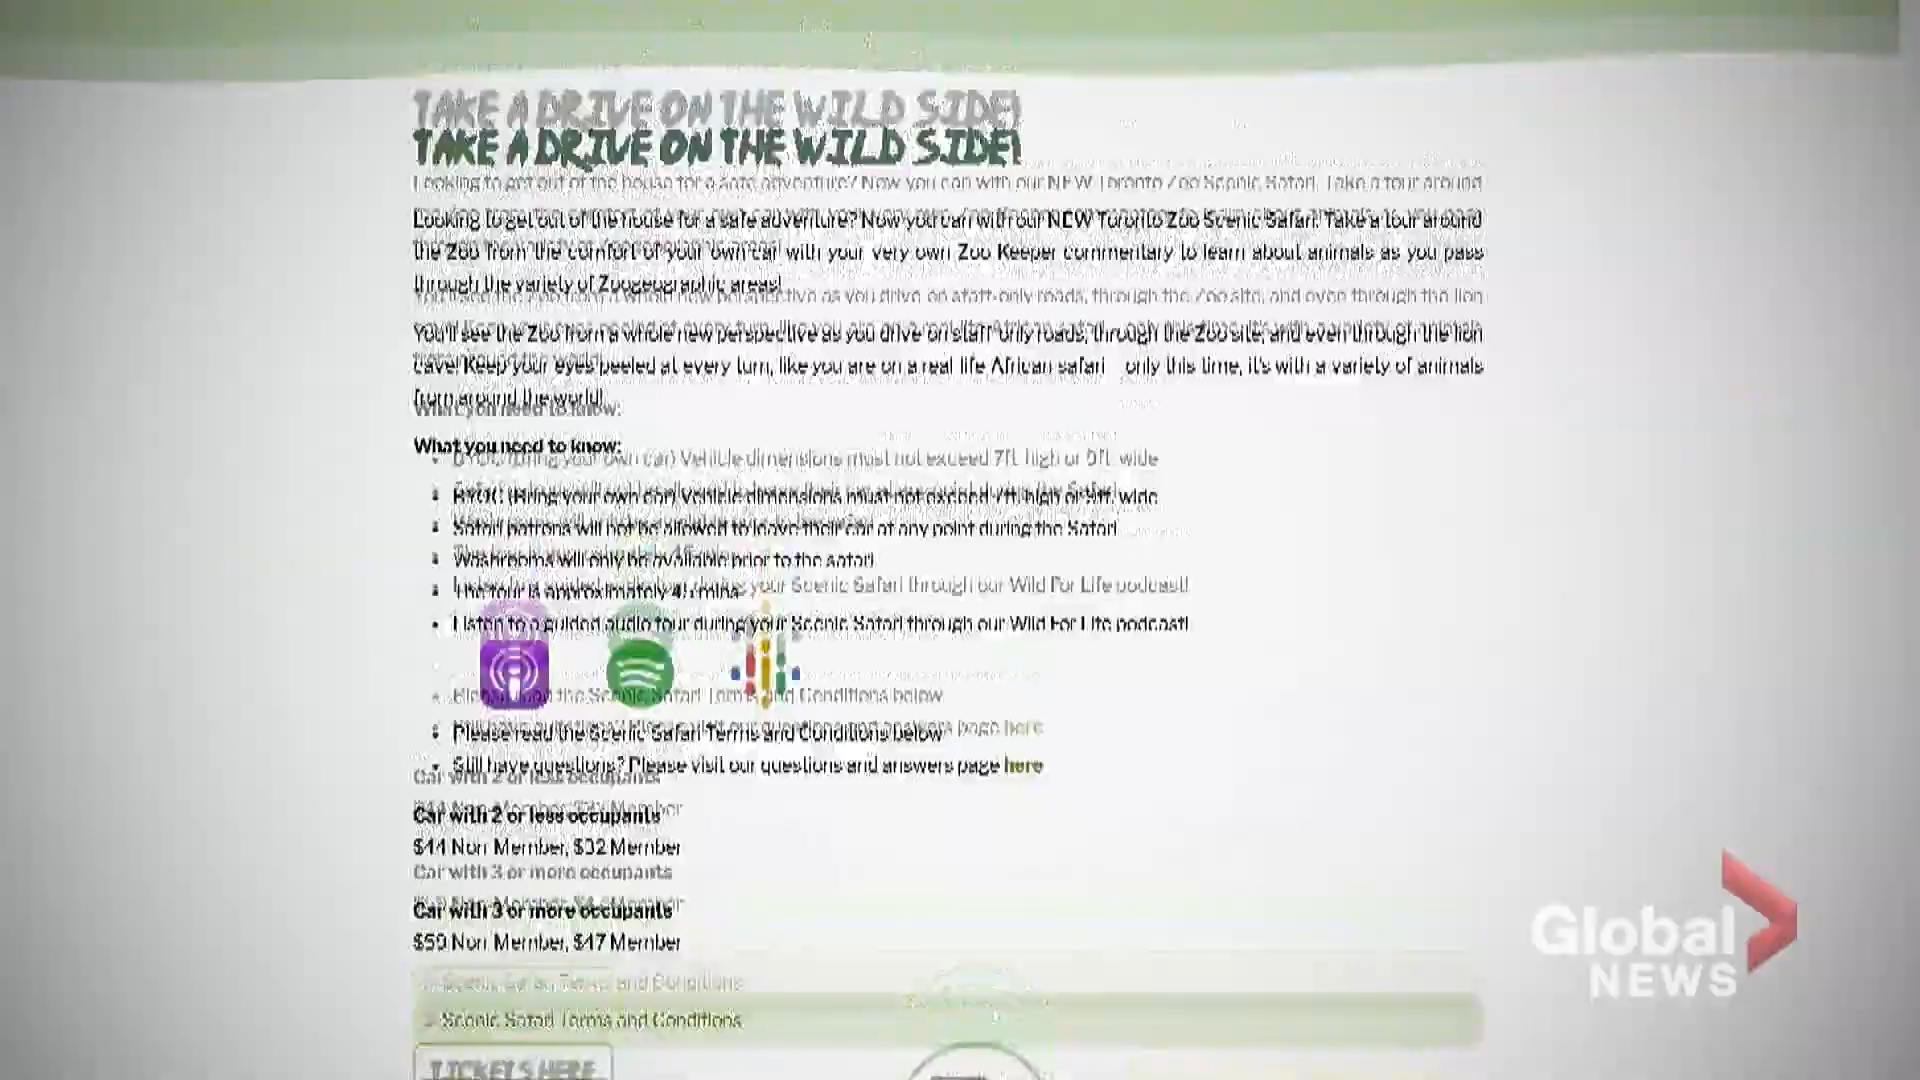 TAKE A DRIVE ON THE WILD SIDE!
Looking to get out of the house for a safe adventure? Now you can with our NEW Toronto Zoo Scenic Safari. Take a tour around
the Zoo from the comfort of your own car with your very own Zoo Keeper commentary to learn about animals as you pass
through the variety of Zoogeographic areas!
You'll see the Zoo from a whole new perspective as you drive on staff-only roads, through the Zoo site, and even through the lion
cave! Keep your eyes peeled at every turn, like you are on a real life African safari - only this time, it's with a variety of animals
from around the world!
What you need to know:
BYOC (Bring your own car) Vehicle dimensions must not exceed 7ft. high or 9ft. wide
Safari patrons will not be allowed to leave their car at any point during the Safari
Washrooms will only be available prior to the safari
The tour is approximately 45 mins
Listen to a guided audio tour during your Scenic Safari through our Wild For Life podcast!
Please read the Scenic Safari Terms and Conditions below
Still have questions? Please visit our questions and answers page here
Car with 2 or less occupants
Non Member, Member
Car with 3 or more occupants
Non Member, $47 Member
Scenic Safari Terms and Conditions
TICKETS HERE
Global
NEWS